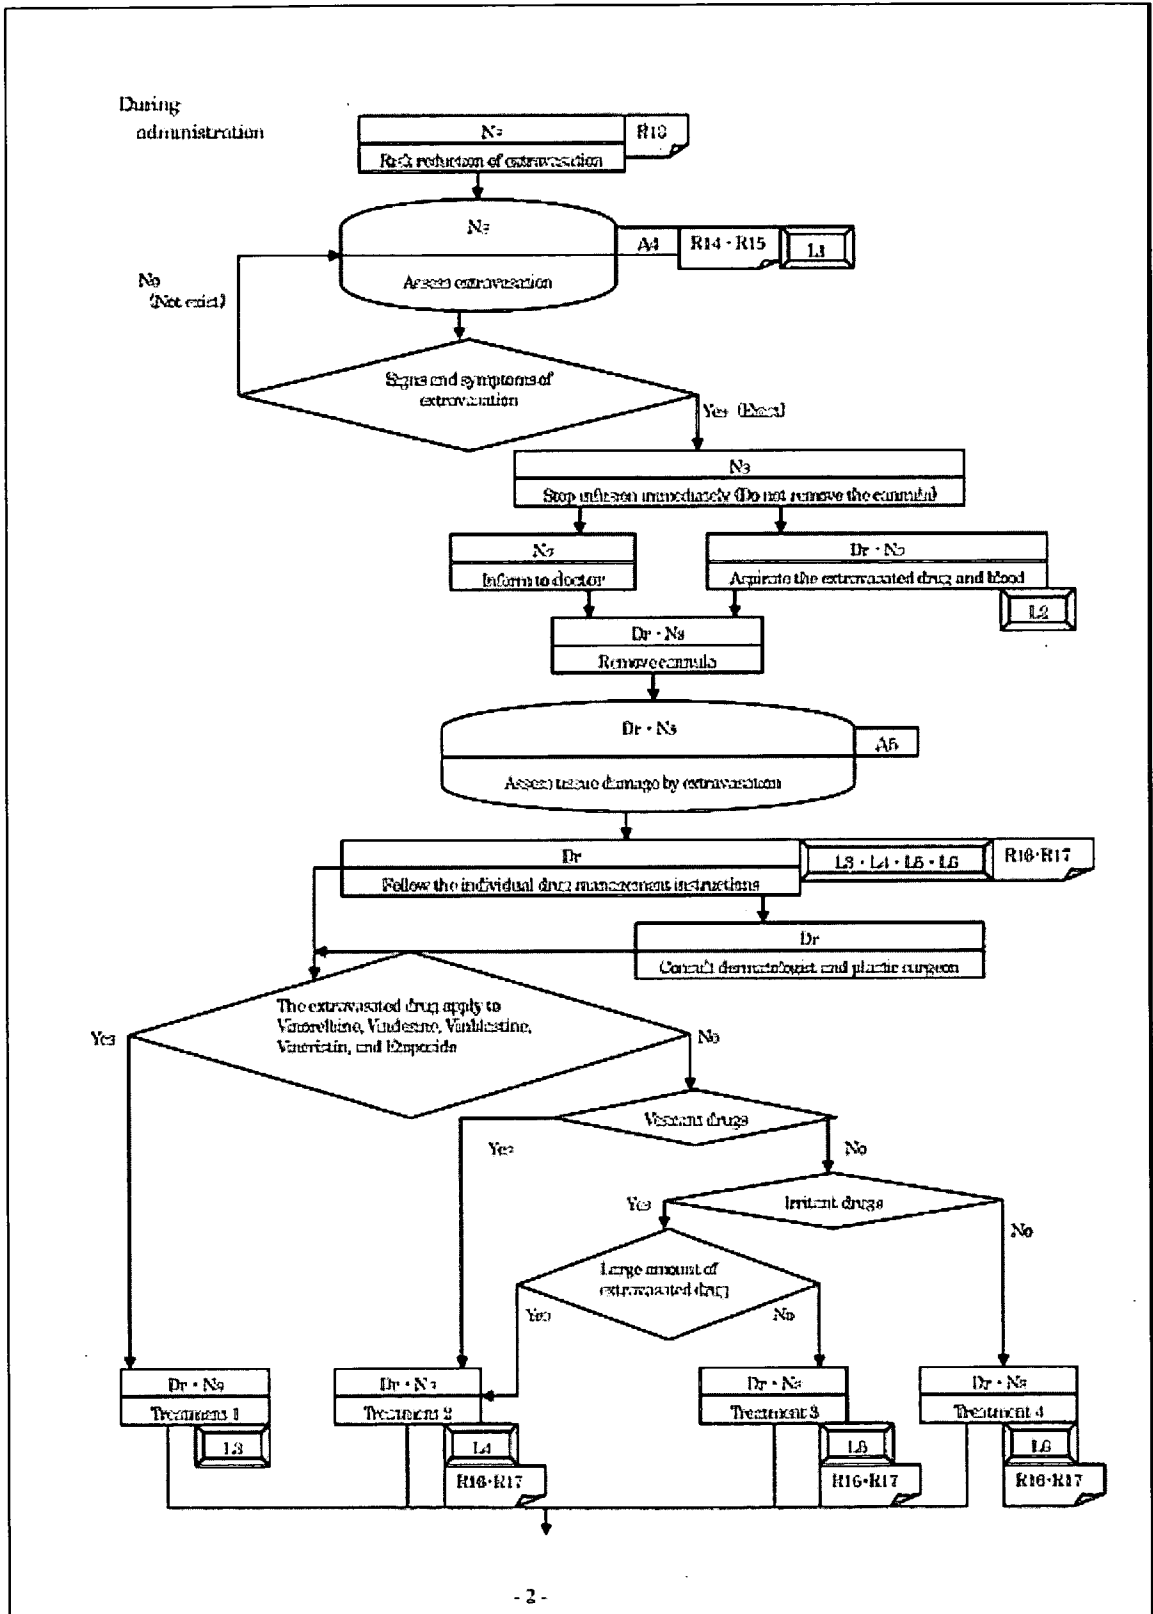 During
administration
Ns
R13
Risk reduction of extravasation
Ns
A4
R14・R15
L1
Assess extravasation
No
(Not exist)
Signs and symptoms of
extravasation
Yes (Exist)
Ns
Stop infusion immediately (Do not remove the cannula)
Ns
Dr・Ns
Inform to doctor
Aspirate the extravasated drug and blood
L2
Dr・Ns
Remove cannula
Dr・Ns
A5
Assess tissue damage by extravasation
Dr
L3・L4・L5・L6
R16・R17
Follow the individual drug management instructions
Dr
Consult dermatologist and plastic surgeon
The extravasated drug apply to
Vinorelbine, Vindesine, Vinblastine,
Vincristin, and Etoposide
Yes
No
Vesicant drugs
Yes
No
Irritant drugs
Yes
No
Large amount of
extravasated drug
Yes
No
Dr・Ns
Dr・Ns
Dr・Ns
Dr・Ns
Treatment 1
Treatment 2
Treatment 3
Treatment 4
L3
L4
L5
L6
R16・R17
R16・R17
R16・R17
- 2 -